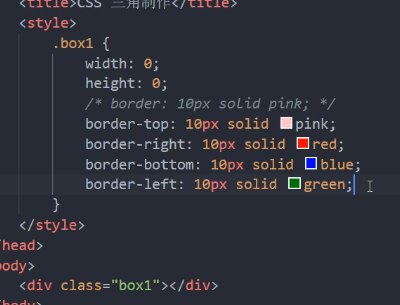 <title>CSS 三角制作</title>
<style>
.box1 {
width: 0;
height: 0;
/* border: 10px solid pink; */
border-top: 10px solid pink;
border-right: 10px solid red;
border-bottom: 10px solid blue;
border-left: 10px solid green;
}
</style>
/head>
body>
<div class="box1"></div>